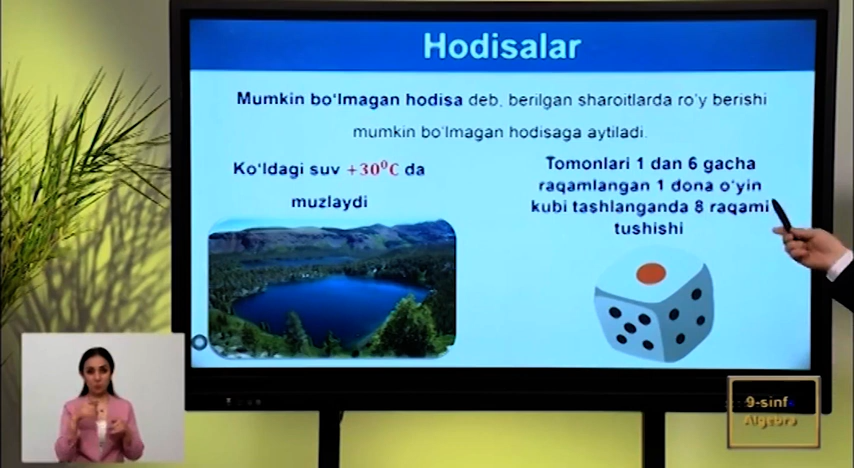 Hodisalar
Mumkin bo'lmagan hodisa deb, berilgan sharoitlarda ro'y berishi
mumkin bo'lmagan hodisaga aytiladi.
Ko'ldagi suv +30⁰C da
muzlaydi
Tomonlari 1 dan 6 gacha
raqamlangan 1 dona o'yin
kubi tashlanganda 8 raqami
tushishi
9-sinf
Algebra